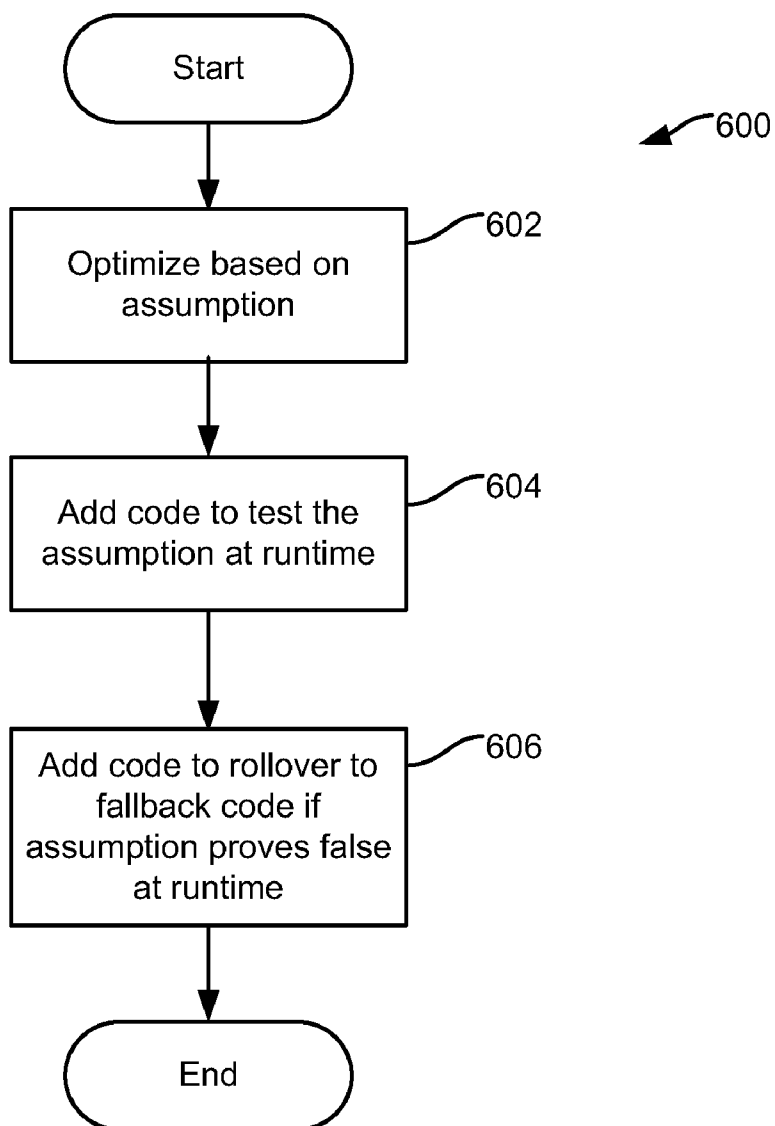 Start
600
602
Optimize based on
assumption
604
Add code to test the
assumption at runtime
606
Add code to rollover to
fallback code if
assumption proves false
at runtime
End